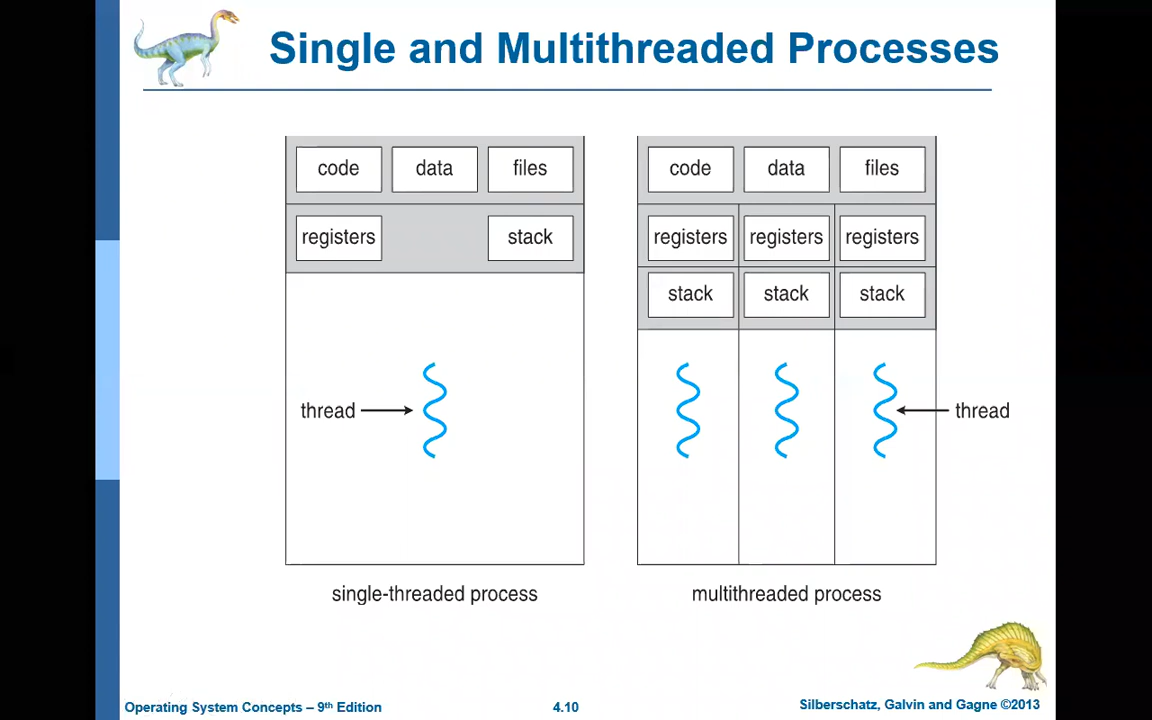 Single and Multithreaded Processes
code data files
registers stack
thread
single-threaded process
code data files
registers registers registers
stack stack stack
thread
multithreaded process
Operating System Concepts – 9th Edition
4.10
Silberschatz, Galvin and Gagne ©2013